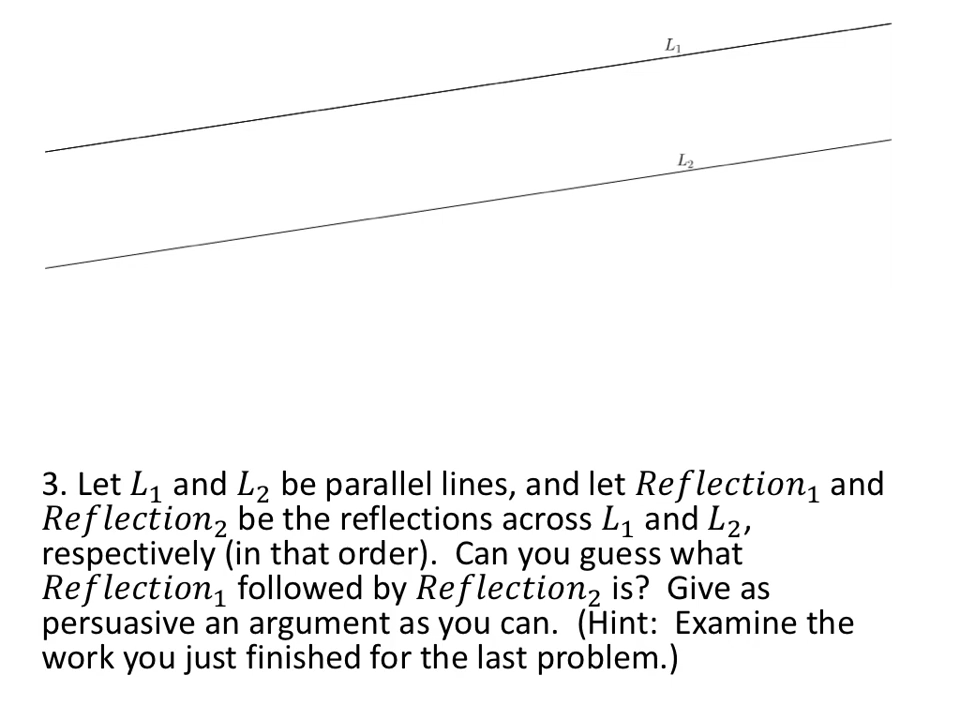 L₁
L₂
3. Let L₁ and L₂ be parallel lines, and let Reflection₁ and
Reflection₂ be the reflections across L₁ and L₂,
respectively (in that order).  Can you guess what
Reflection₁ followed by Reflection₂ is?  Give as
persuasive an argument as you can.  (Hint:  Examine the
work you just finished for the last problem.)